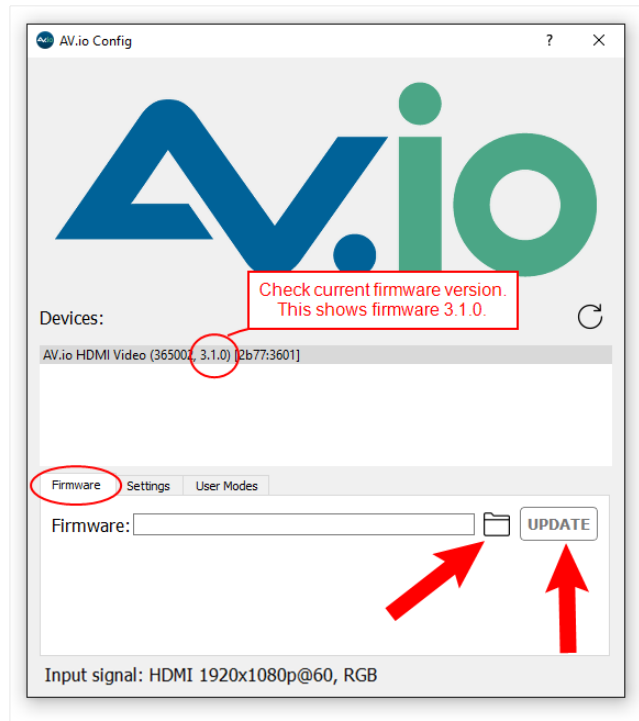 AV.io Config
? ×
AV.io
Check current firmware version.
This shows firmware 3.1.0.
Devices:
AV.io HDMI Video (365002, 3.1.0) [2b77:3601]
Firmware Settings User Modes
Firmware: UPDATE
Input signal: HDMI 1920x1080p@60, RGB